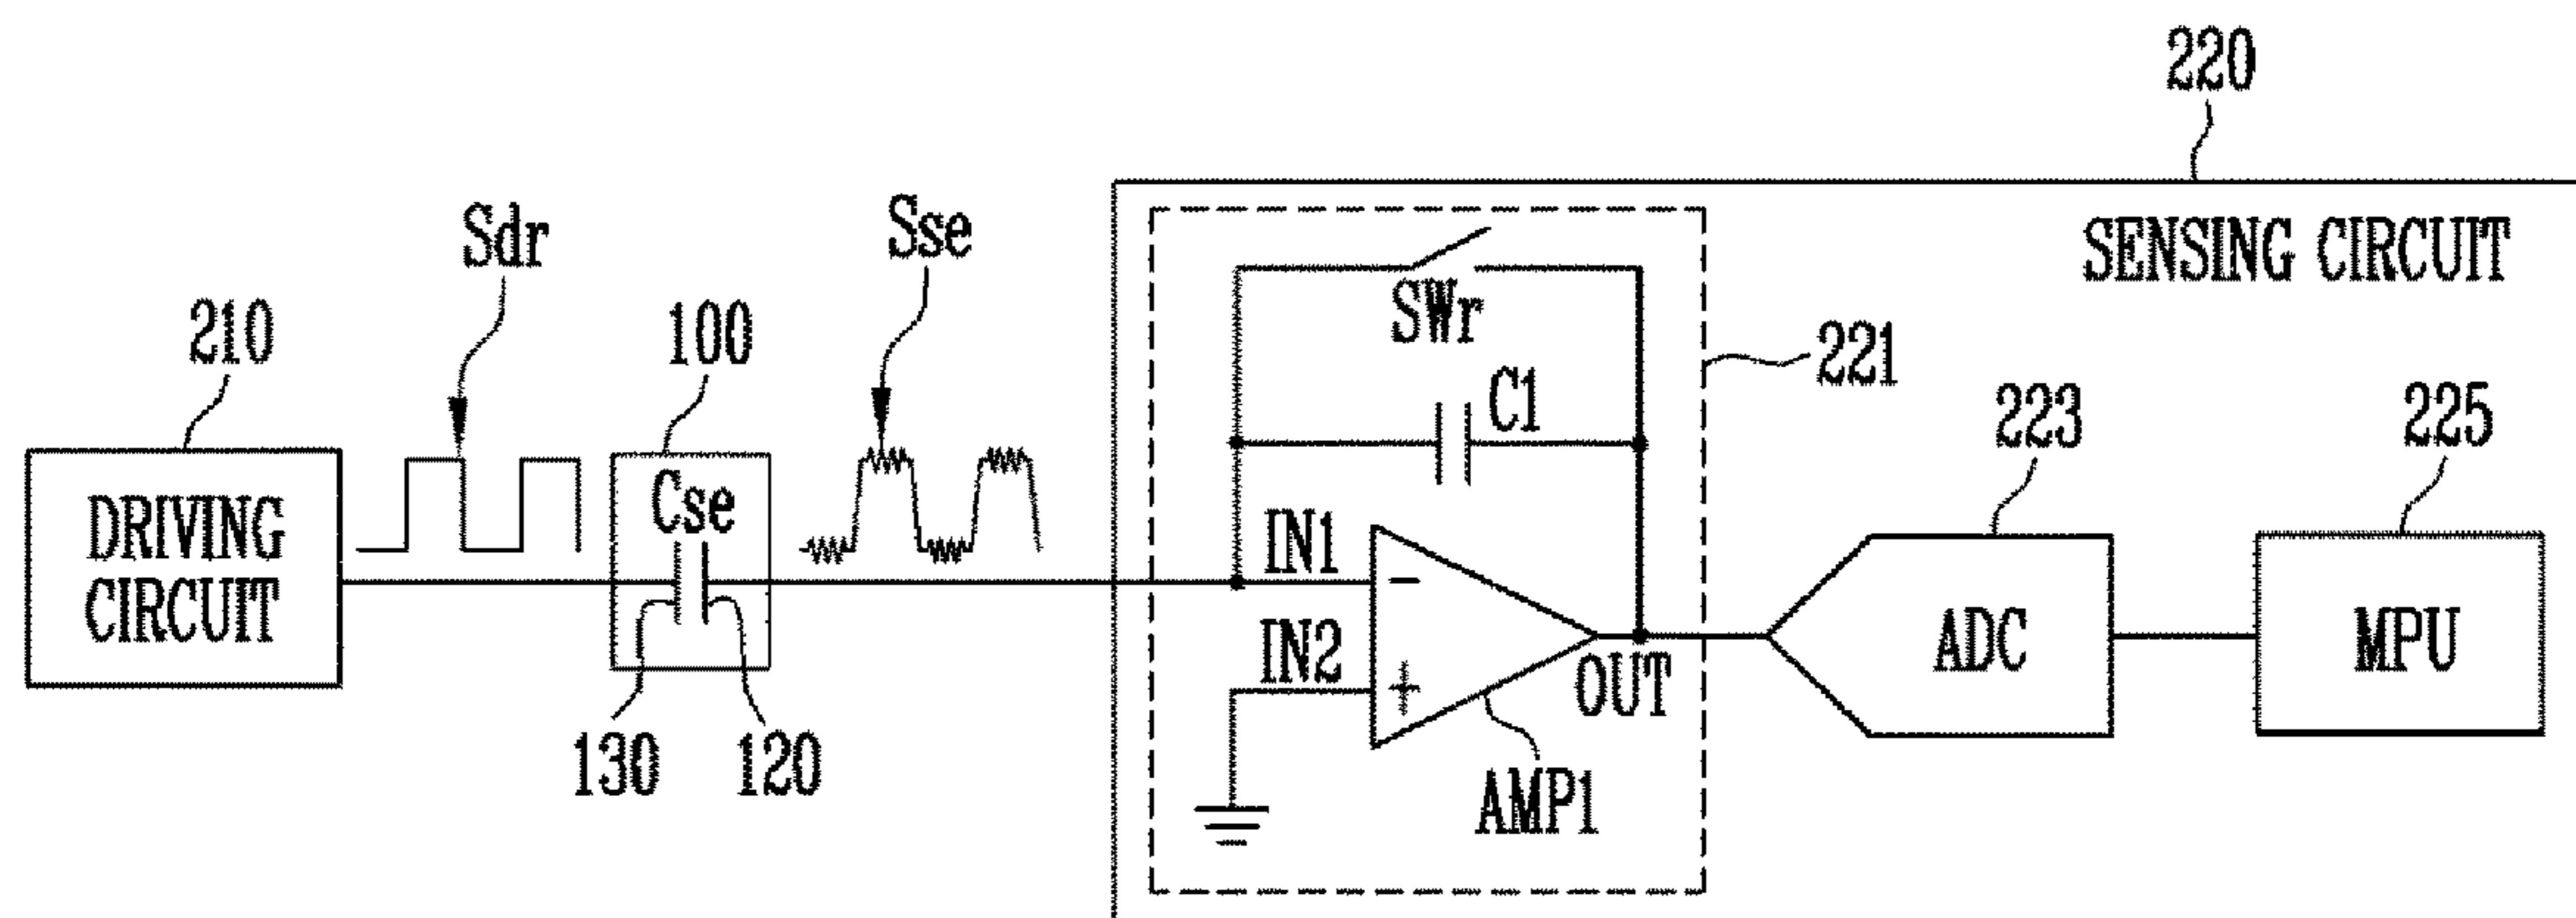 220
SENSING CIRCUIT
Sdr
Sse
210
100
SWr
221
C1
223
225
DRIVING
CIRCUIT
Cse
IN1
-
IN2
+
OUT
ADC
MPU
130
120
AMP1